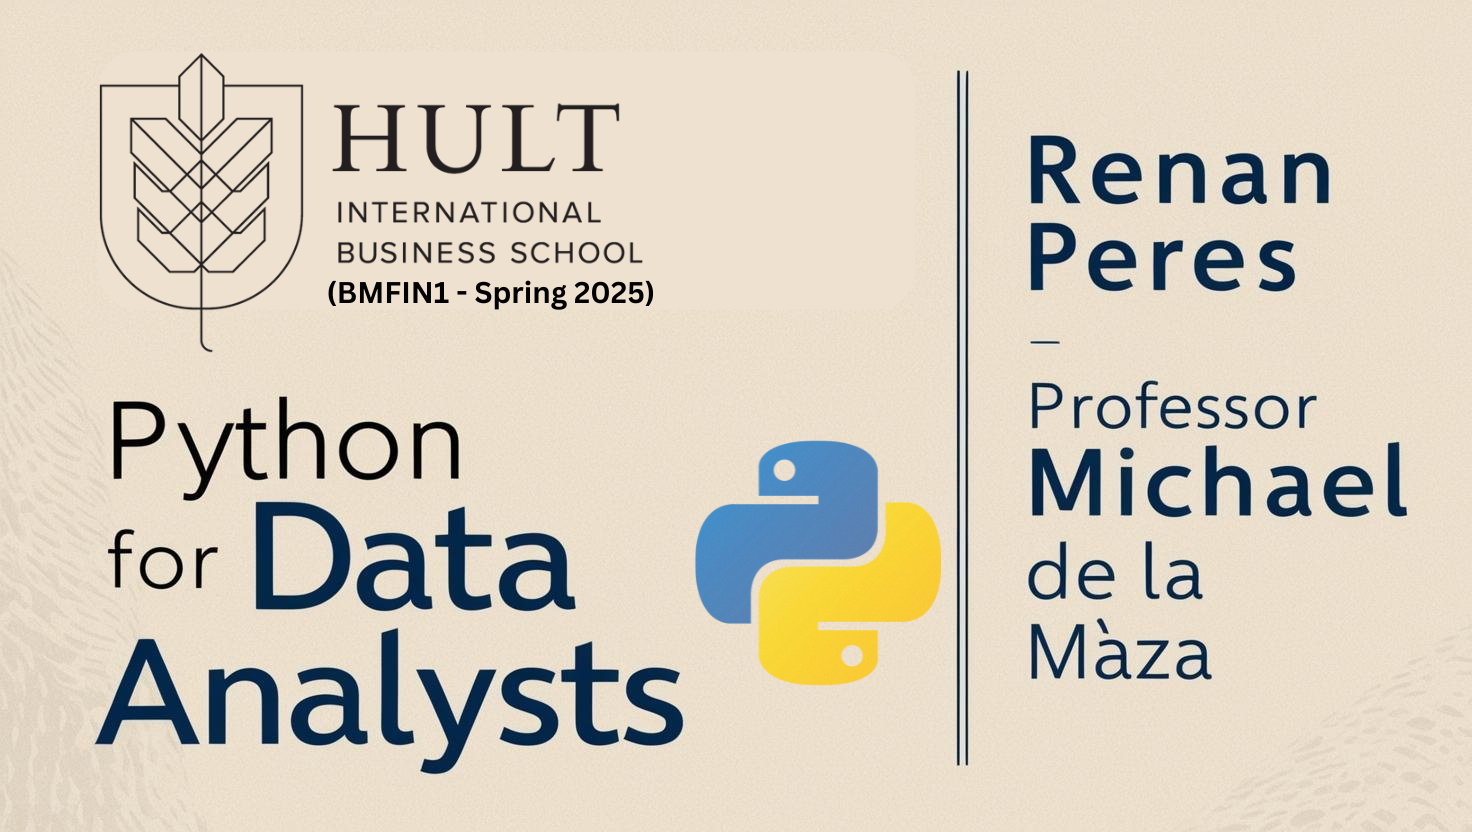 HULT
INTERNATIONAL
BUSINESS SCHOOL
(BMFIN1 - Spring 2025)
Python
for Data
Analysts
Renan
Peres
—
Professor
Michael
de la
Màza